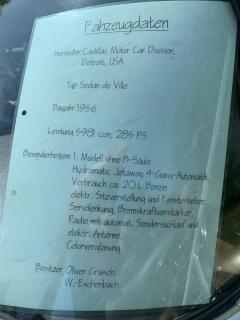 Fahrzeugdaten
Hersteller Cadillac Motor Car Division,
Detroit, USA
Typ Sedan de Ville
Baujahr 1956
Leistung 5981 ccm, 285 PS
Besonderheiten: 1. Modell ohne B-Säule
Hydramatic Jetaway 4-Gang-Automatik
Verbrauch ca. 20 L Benzin
elektr. Sitzverstellung und Fensterheber,
Servolenkung, Bremskraftverstärker,
Radio mit automat. Sendersuchlauf und
elektr. Antenne
Colorverglasung
Besitzer Oliver
W.-Eschenbach